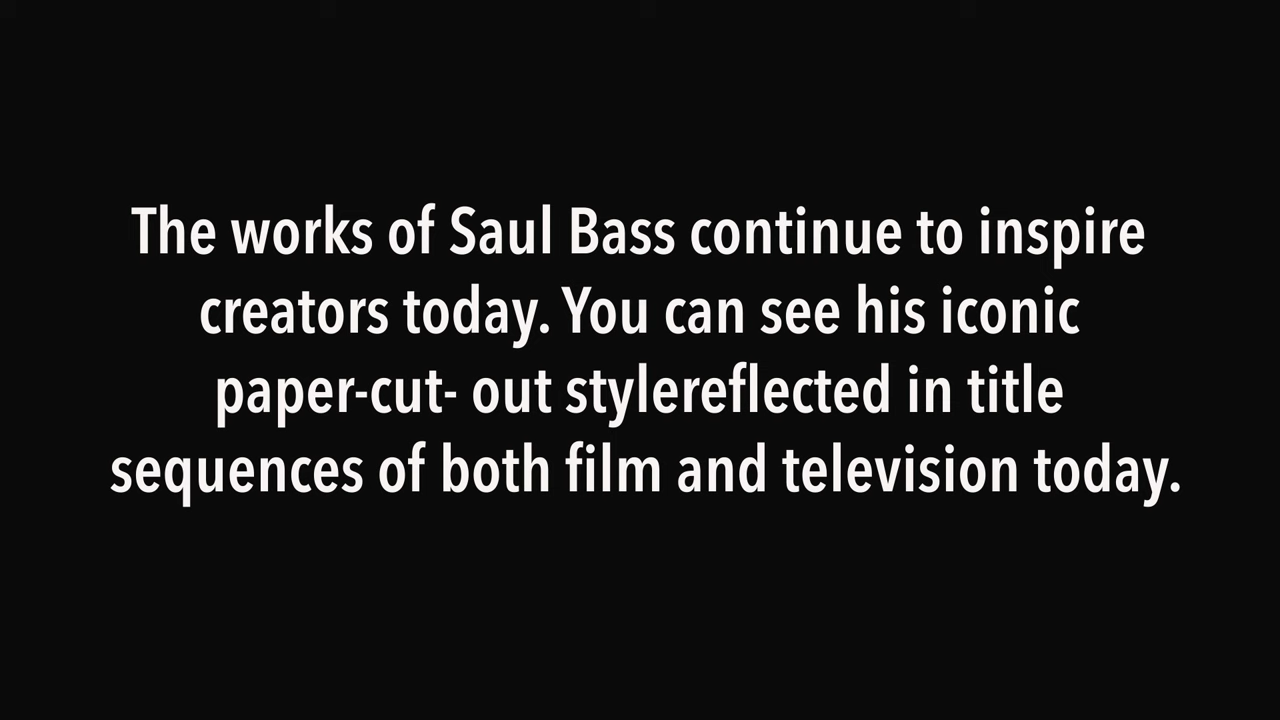 The works of Saul Bass continue to inspire
creators today. You can see his iconic
paper-cut- out stylereflected in title
sequences of both film and television today.